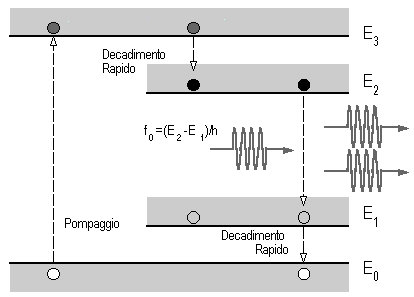 E3
Decadimento
Rapido
E2
f0 =(E2 -E1)/h
E1
Pompaggio
Decadimento
Rapido
E0